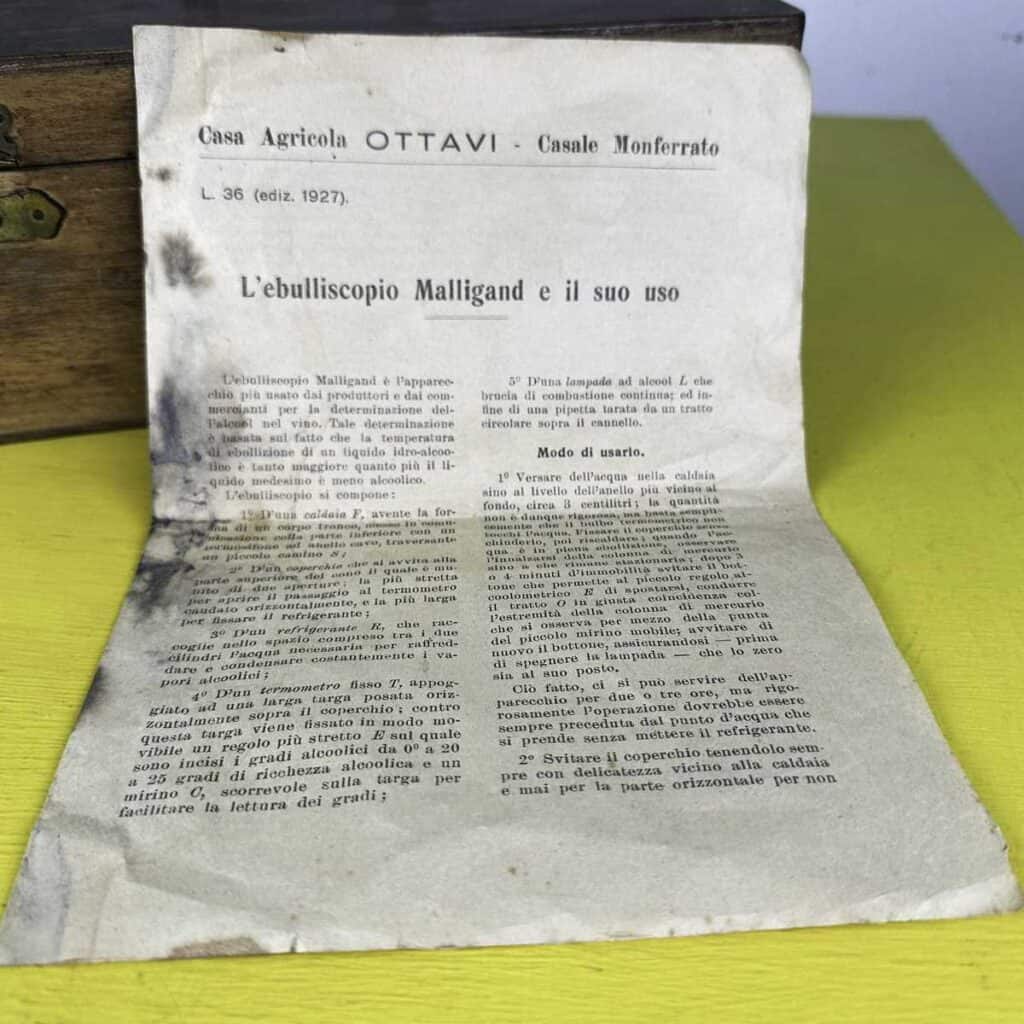 Casa Agricola OTTAVI - Casale Monferrato
L. 36 (ediz. 1927).
L'ebulliscopio Malligand e il suo uso
L'ebulliscopio Malligand è l'apparec-
chio più usato dai produttori e dai com-
mercianti per la determinazione del-
l'alcool nel vino. Tale determinazione
è basata sul fatto che la temperatura
di ebollizione di un liquido idro-alcoo-
lico è tanto maggiore quanto più il li-
quido medesimo è meno alcoolico.
L'ebulliscopio si compone:
1º D'una caldaia F, avente la for-
ma di un corpo tronco, messo in comu-
nicazione colla parte inferiore con un
ad anello cavo, traversante
un piccolo camino S;
2º D'un coperchio che si avvita alla
parte superiore del cono il quale è mu-
nito di due aperture; la più stretta
per aprire il passaggio al termometro
caudato orizzontalmente, e la più larga
per fissare il refrigerante;
3º D'un refrigerante R, che rac-
coglie nello spazio compreso tra i due
cilindri l'acqua necessaria per raffred-
dare e condensare costantemente i va-
pori alcoolici;
4º D'un termometro fisso T, appog-
giato ad una larga targa posata oriz-
zontalmente sopra il coperchio; contro
questa targa viene fissato in modo mo-
vibile un regolo più stretto E sul quale
sono incisi i gradi alcoolici da 0º a 20
a 25 gradi di ricchezza alcoolica e un
mirino C, scorrevole sulla targa per
facilitare la lettura dei gradi;
5º D'una lampada ad alcool L che
brucia di combustione continua; ed in-
fine di una pipetta tarata da un tratto
circolare sopra il cannello.
Modo di usarlo.
1º Versare dell'acqua nella caldaia
sino al livello dell'anello più vicino al
fondo, circa 3 centilitri; la quantità
non è dunque rigorosa, ma basta sempli-
cemente che il bulbo termometrico non
tocchi l'acqua. Fissare il coperchio senza
chiuderlo, poi riscaldare; quando l'ac-
qua è in piena ebollizione, osservare
l'innalzarsi della colonna di mercurio
sino a che rimane stazionaria; dopo 3
o 4 minuti d'immobilità svitare il bot-
tone che permette al piccolo regolo al-
coolometrico E di spostarsi, condurre
il tratto O in giusta coincidenza col-
l'estremità della colonna di mercurio
che si osserva per mezzo della punta
del piccolo mirino mobile; avvitare di
nuovo il bottone, assicurandosi — prima
di spegnere la lampada — che lo zero
sia al suo posto.
Ciò fatto, ci si può servire dell'ap-
parecchio per due o tre ore, ma rigo-
rosamente l'operazione dovrebbe essere
sempre preceduta dal punto d'acqua che
si prende senza mettere il refrigerante.
2º Svitare il coperchio tenendolo sem-
pre con delicatezza vicino alla caldaia
e mai per la parte orizzontale per non